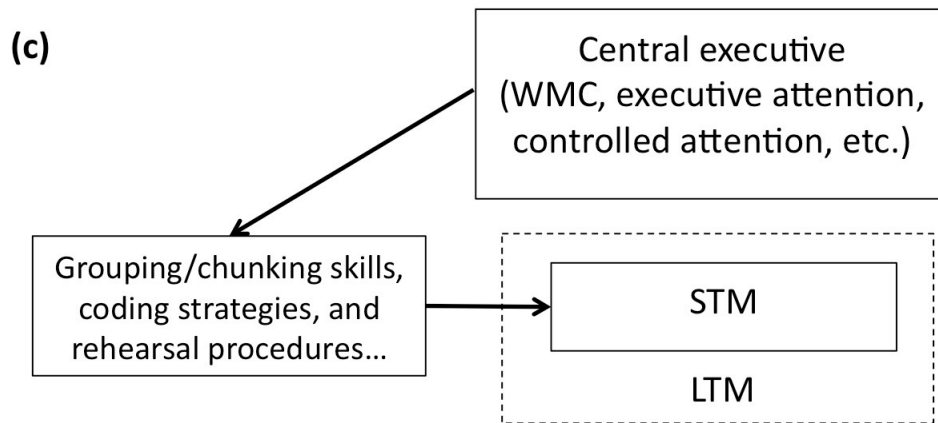 (c)
Central executive
(WMC, executive attention,
controlled attention, etc.)
Grouping/chunking skills,
coding strategies, and
rehearsal procedures…
STM
LTM